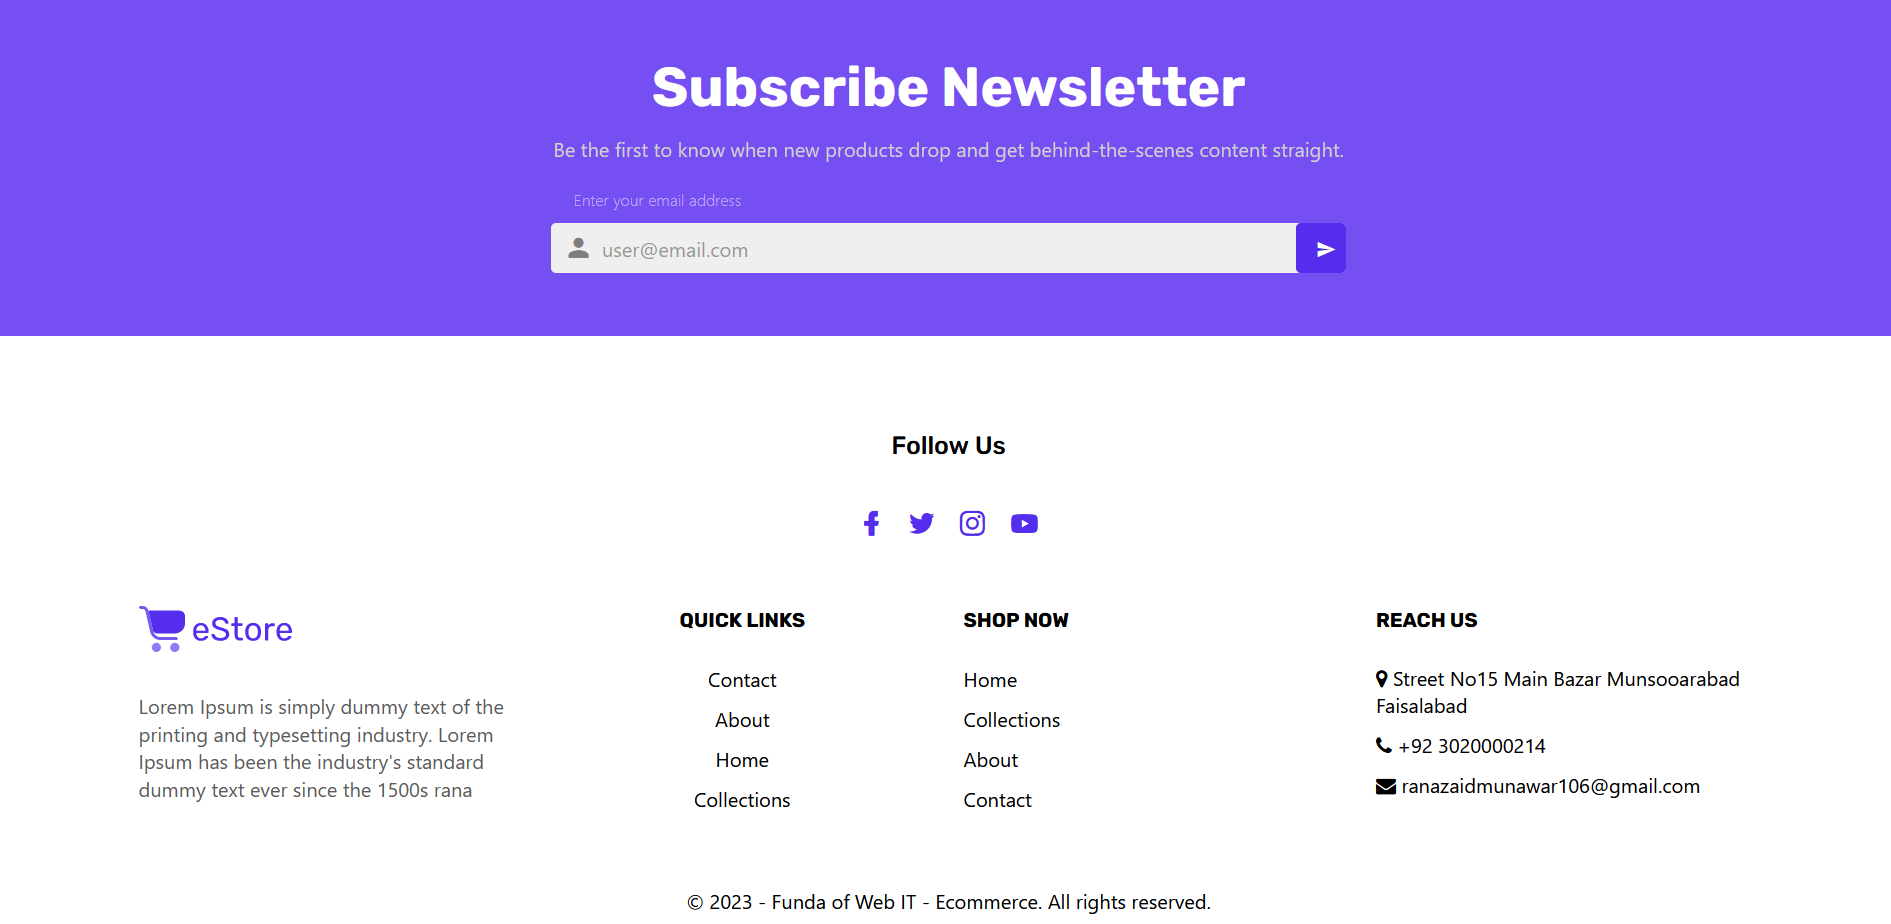 Subscribe Newsletter
Be the first to know when new products drop and get behind-the-scenes content straight.
Enter your email address
user@email.com
Follow Us
eStore
Lorem Ipsum is simply dummy text of the
printing and typesetting industry. Lorem
Ipsum has been the industry's standard
dummy text ever since the 1500s rana
QUICK LINKS
Contact
About
Home
Collections
SHOP NOW
Home
Collections
About
Contact
REACH US
Street No15 Main Bazar Munsooarabad
Faisalabad
+92 3020000214
ranazaidmunawar106@gmail.com
© 2023 - Funda of Web IT - Ecommerce. All rights reserved.